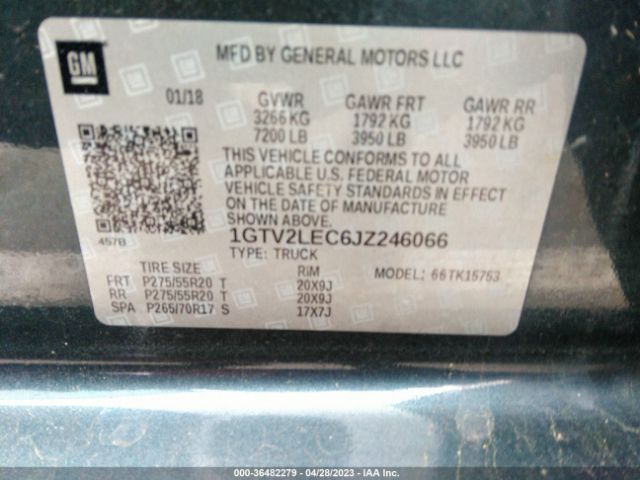 GM
MFD BY GENERAL MOTORS LLC
01/18 GVWR GAWR FRT GAWR RR
3266 KG 1792 KG 1792 KG
7200 LB 3950 LB 3950 LB
THIS VEHICLE CONFORMS TO ALL
APPLICABLE U.S. FEDERAL MOTOR
VEHICLE SAFETY STANDARDS IN EFFECT
ON THE DATE OF MANUFACTURE
SHOWN ABOVE.
457B
1GTV2LEC6JZ246066
TYPE: TRUCK
TIRE SIZE RIM MODEL: 66TK15753
FRT P275/55R20 T 20X9J
RR P275/55R20 T 20X9J
SPA P265/70R17 S 17X7J
000-36482279 - 04/28/2023 - IAA Inc.